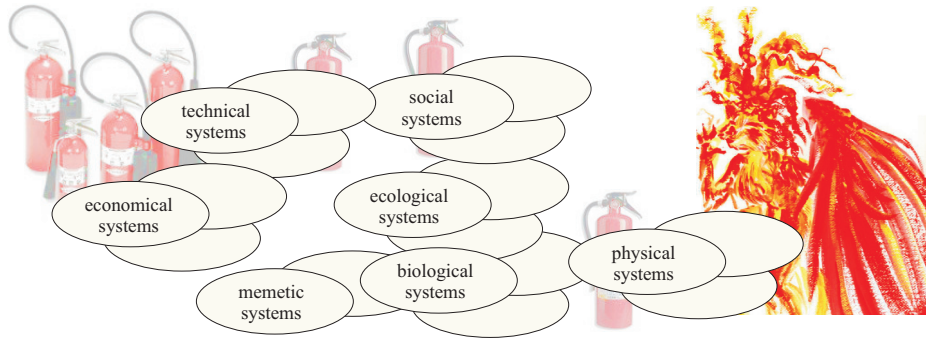 technical
systems
social
systems
economical
systems
ecological
systems
physical
systems
biological
systems
memetic
systems